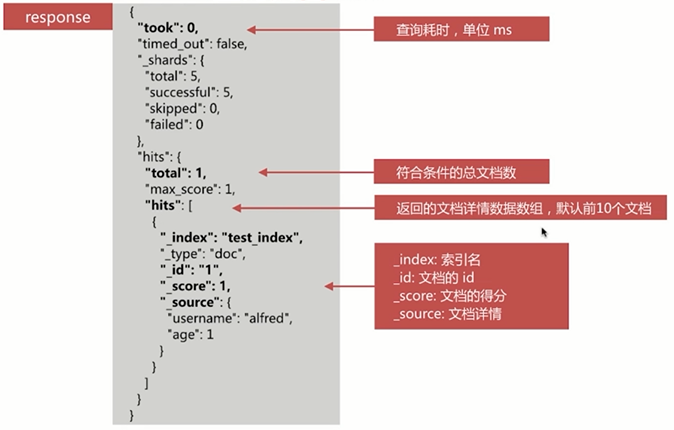 response
{
"took": 0,
查询耗时，单位 ms
"timed_out": false,
"_shards": {
"total": 5,
"successful": 5,
"skipped": 0,
"failed": 0
},
"hits": {
"total": 1,
符合条件的总文档数
"max_score": 1,
"hits": [
返回的文档详情数据数组，默认前10个文档
{
"_index": "test_index",
"_type": "doc",
"_id": "1",
"_score": 1,
"_source": {
"username": "alfred",
"age": 1
}
}
]
}
}
_index: 索引名
_id: 文档的 id
_score: 文档的得分
_source: 文档详情